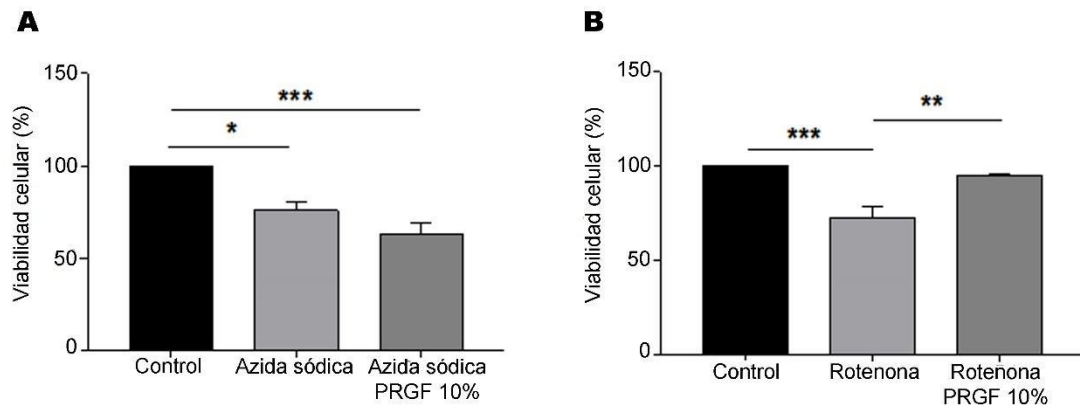 A
Viabilidad celular (%)
150
100
50
0
***
*
Control
Azida sódica
Azida sódica
PRGF 10%
B
Viabilidad celular (%)
150
100
50
0
***
**
Control
Rotenona
Rotenona
PRGF 10%